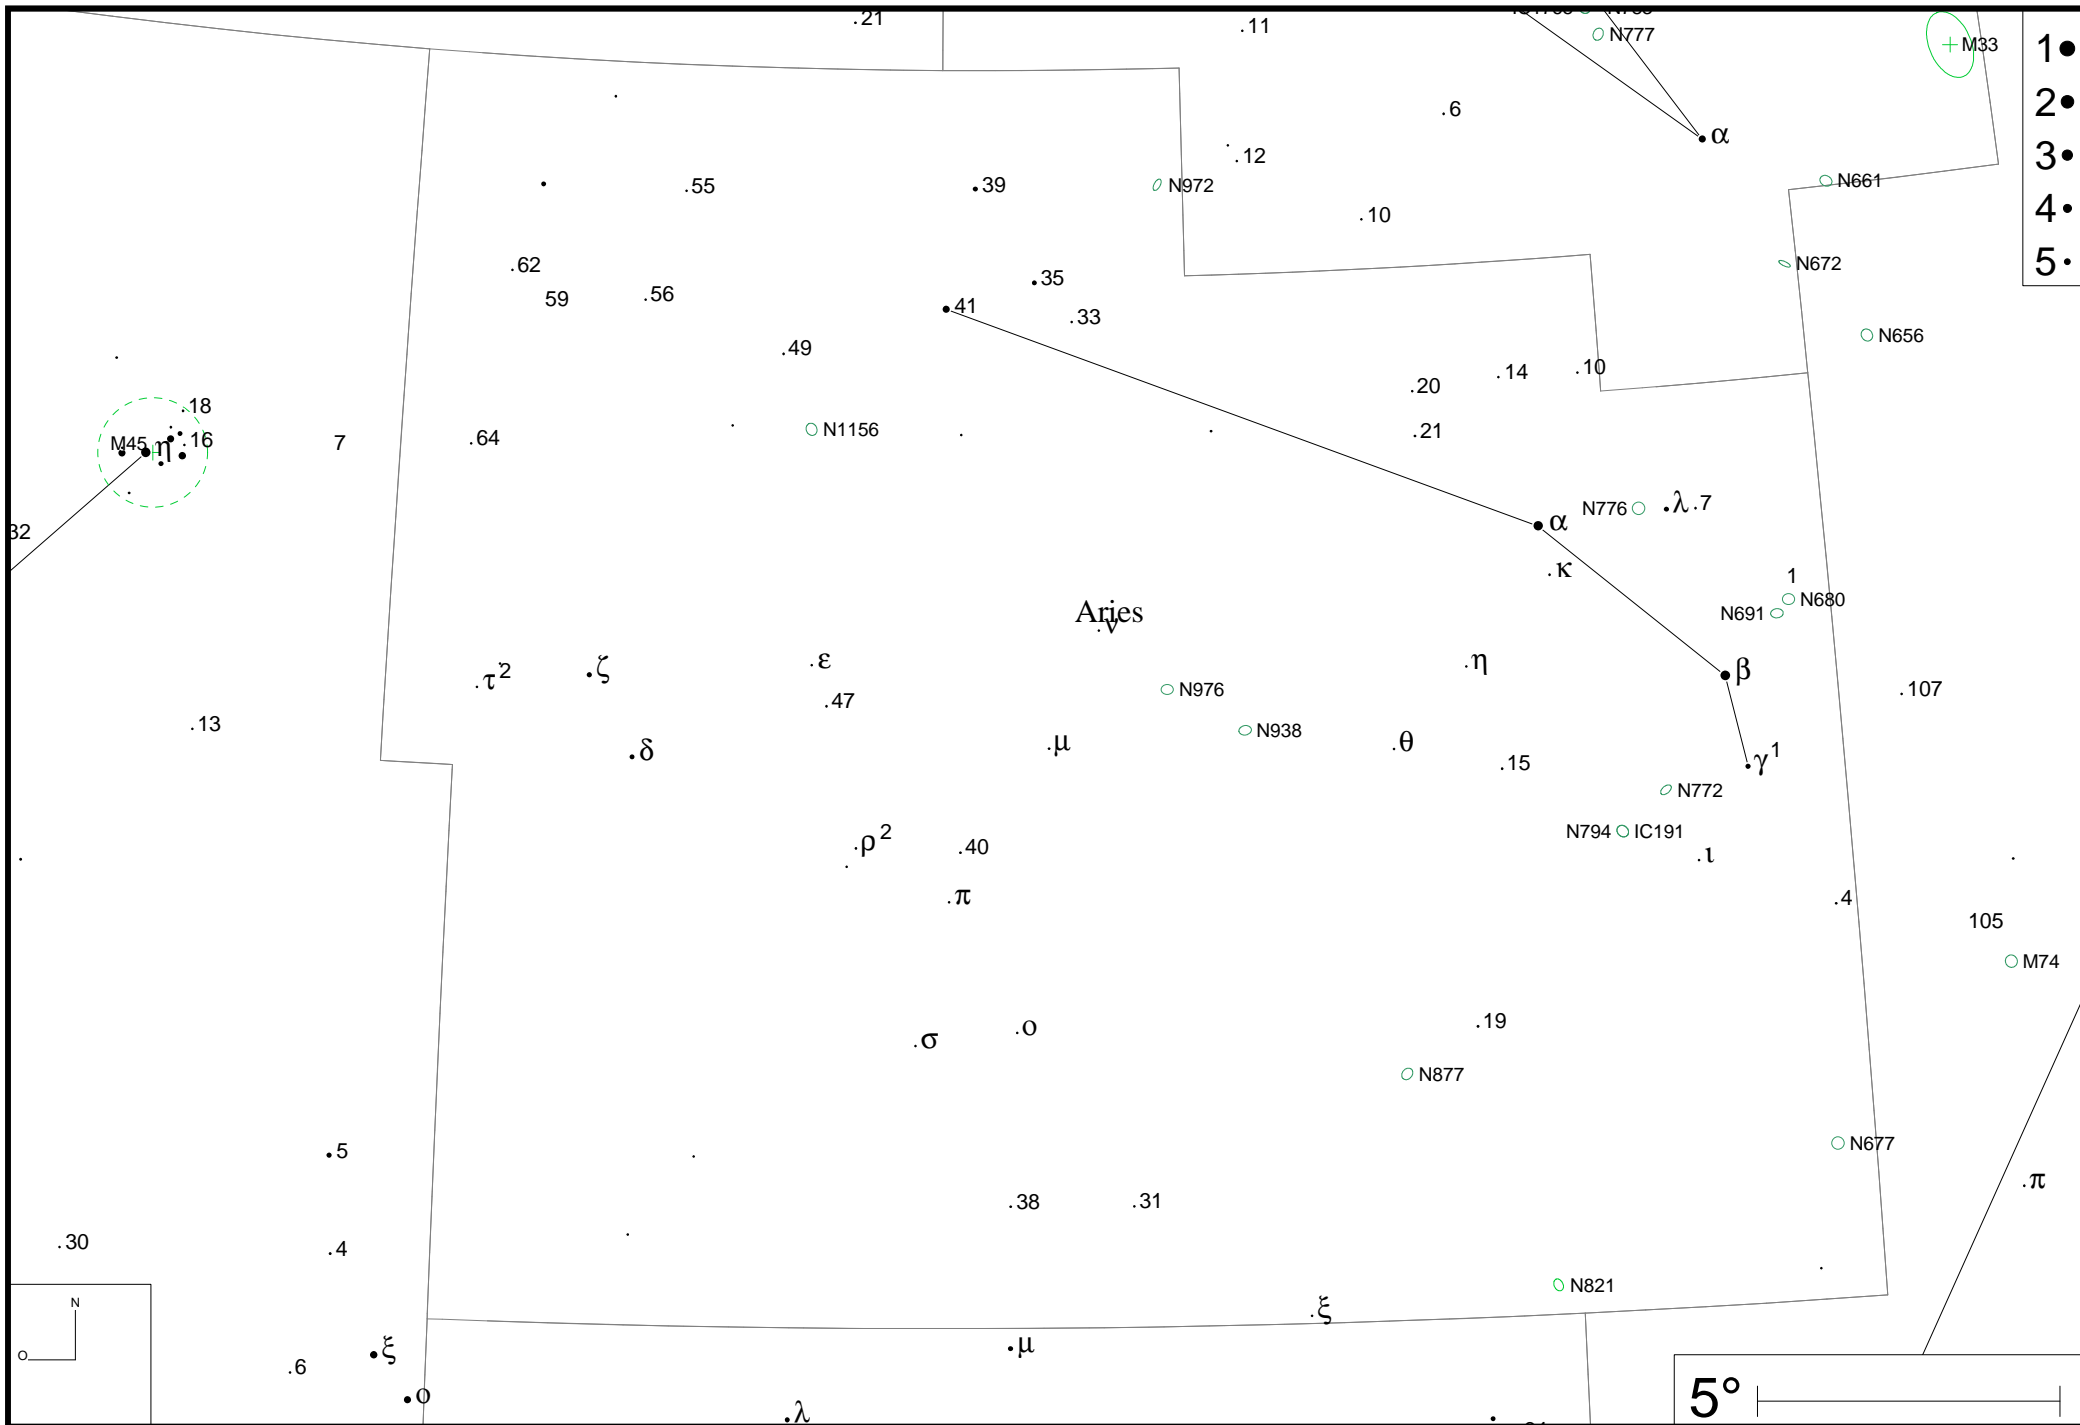 .21
.11
N777
M33
1
2
3
4
5
.6
α
.12
.55
39
N972
.10
N661
.62
59
.56
35
41
.33
N672
N656
.49
.20
.14
.10
.18
M45
η
.16
7
.64
N1156
.21
32
α
N776
λ
.7
κ
1
N680
N691
Aries
ν
τ²
ζ
ε
.47
N976
η
β
.107
.13
δ
μ
N938
θ
.15
γ¹
N772
ρ²
.40
N794
IC191
ι
π
.4
105
M74
σ
ο
.19
N877
5
N677
π
.38
.31
.30
.4
N821
ξ
N
O
.6
ξ
ο
μ
λ
5°